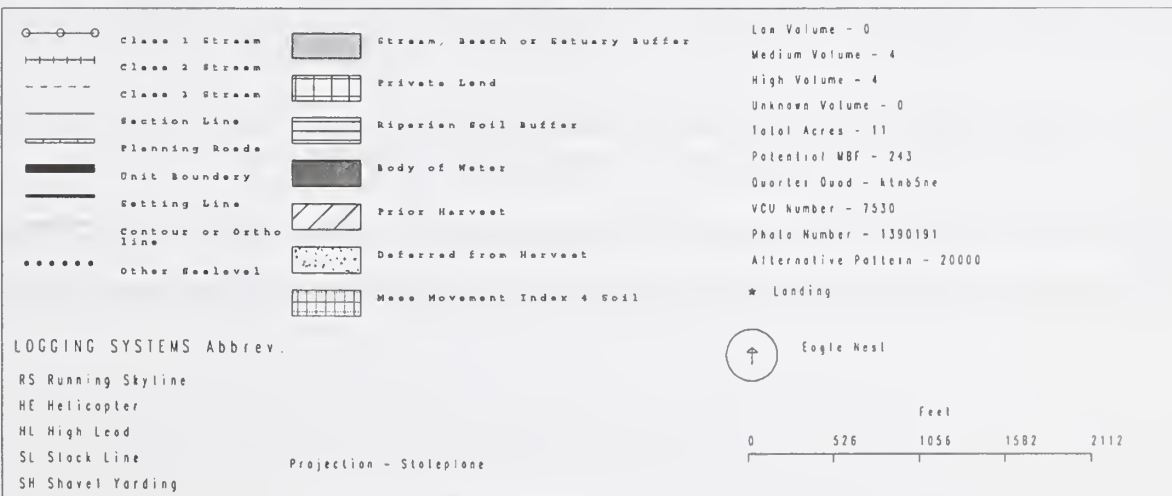 Class 1 Stream
Class 2 Stream
Class 3 Stream
Section Line
Planning Roads
Unit Boundary
Setting Line
Contour or Ortho
line
Other Sealevel
Stream, Beach or Estuary Buffer
Private Land
Riparian Soil Buffer
Body of Water
Prior Harvest
Deferred from Harvest
Mass Movement Index 4 Soil
Low Volume - 0
Medium Volume - 4
High Volume - 4
Unknown Volume - 0
Total Acres - 11
Potential MBF - 243
Quarter Quad - ktnb5ne
VCU Number - 7530
Photo Number - 1390191
Alternative Pattern - 20000
* Landing
Eagle Nest
LOGGING SYSTEMS Abbrev.
RS Running Skyline
HE Helicopter
HL High Lead
SL Slack Line
SH Shovel Yarding
Projection - Stateplane
Feet
0 526 1056 1582 2112